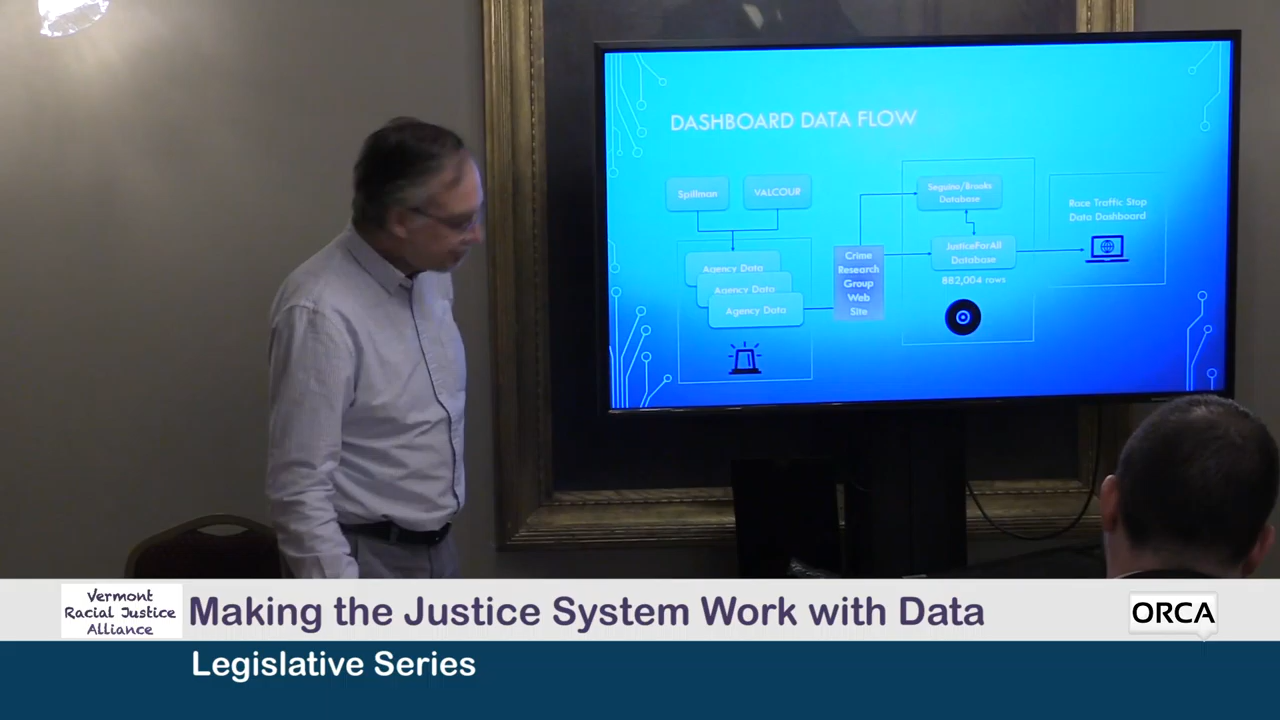 DASHBOARD DATA FLOW
Spillman
VALCOUR
Agency Data
Agency Data
Agency Data
Crime
Research
Group
Web
Site
Seguino/Brooks
Database
JusticeForAll
Database
882,004 rows
Race Traffic Stop
Data Dashboard
Vermont
Racial Justice
Alliance
Making the Justice System Work with Data
ORCA
Legislative Series